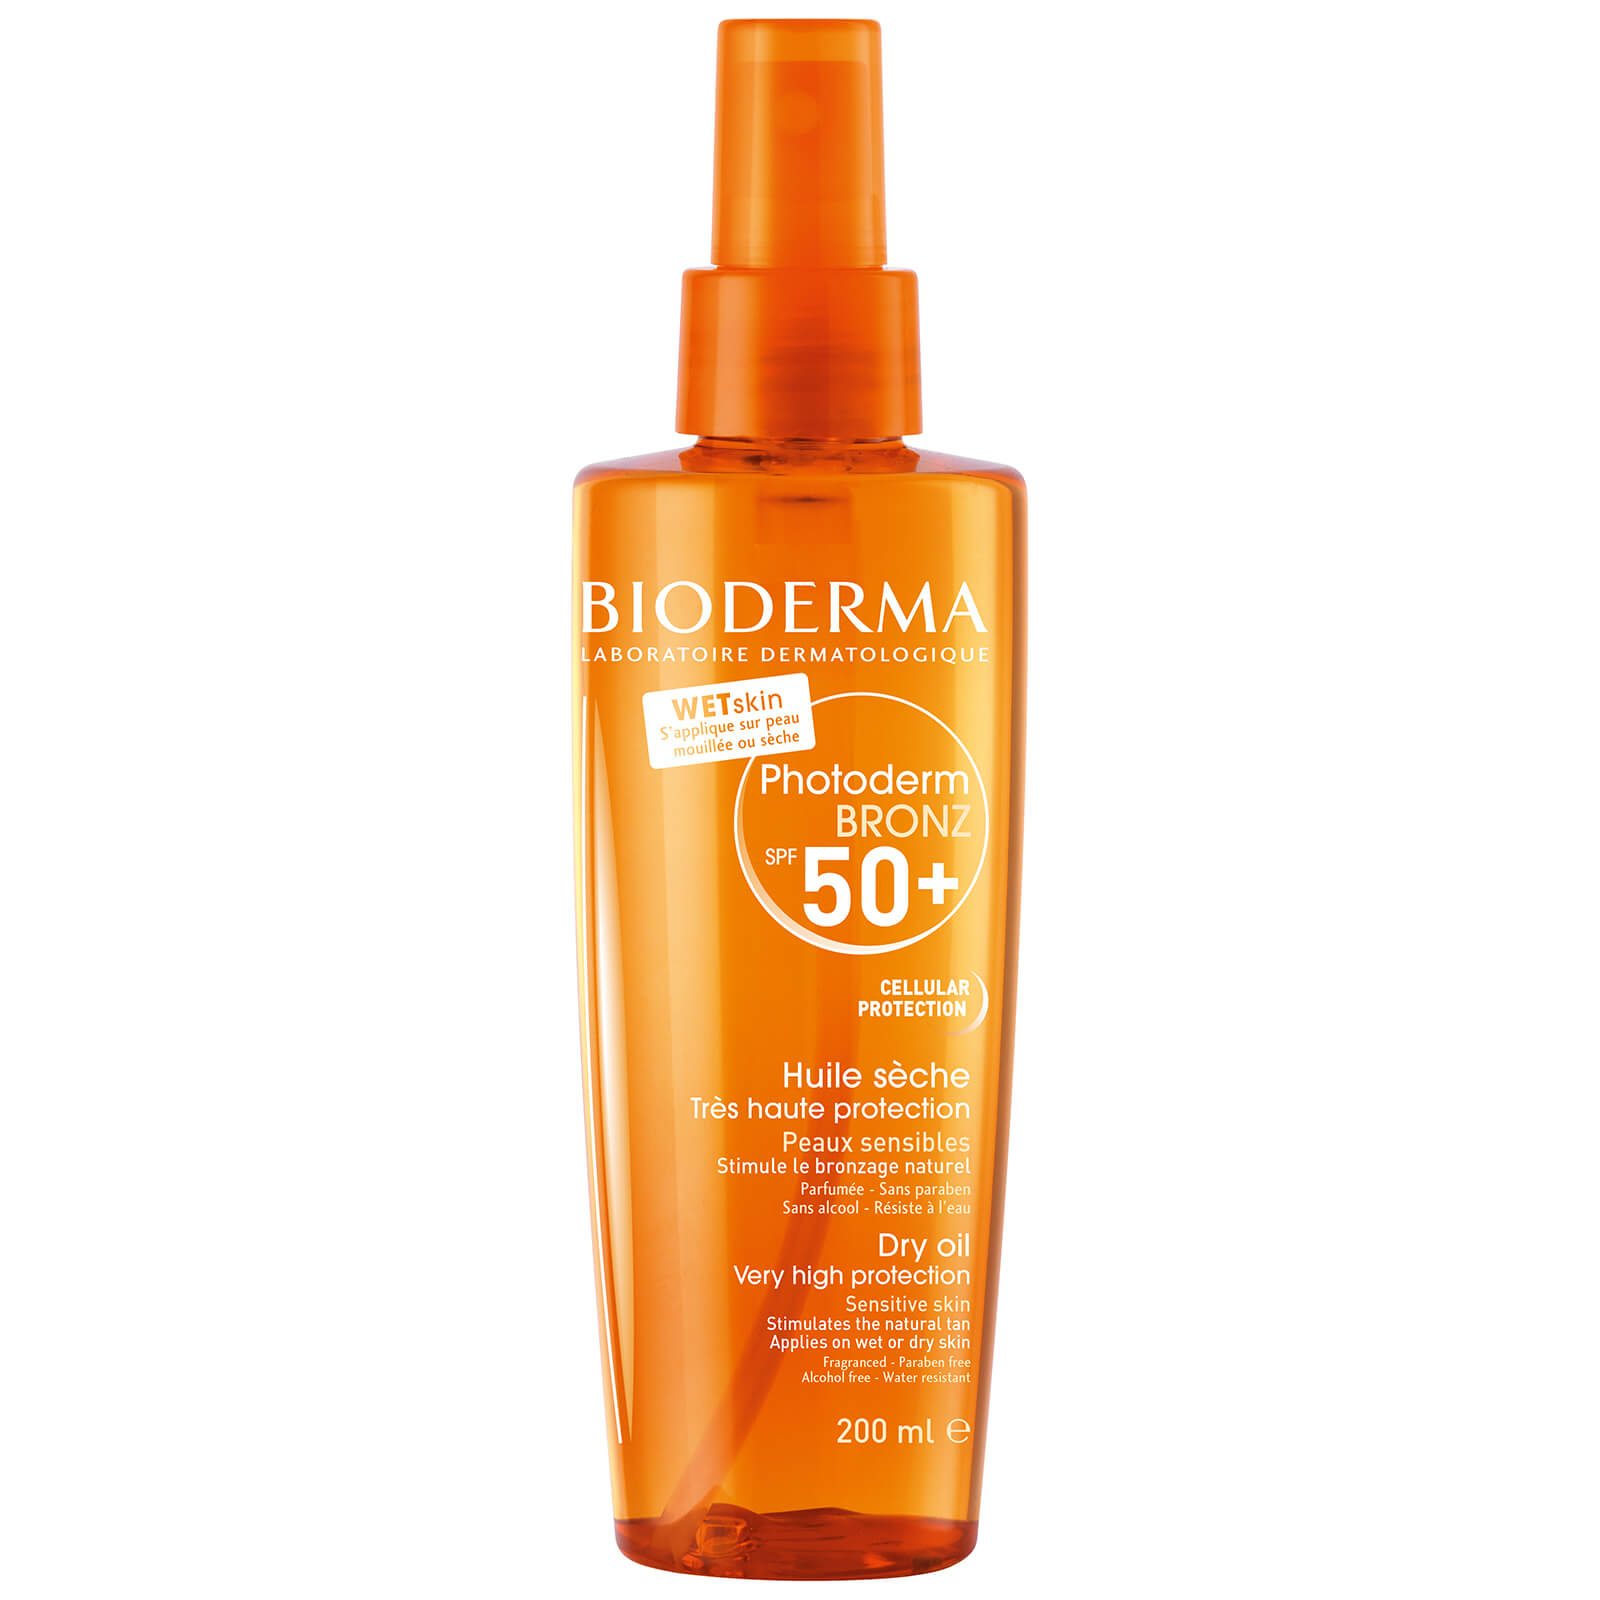 BIODERMA
LABORATOIRE DERMATOLOGIQUE
WETskin
S'applique sur peau
mouillée ou sèche
Photoderm
BRONZ
SPF 50+
CELLULAR
PROTECTION
Huile sèche
Très haute protection
Peaux sensibles
Stimule le bronzage naturel
Parfumée - Sans paraben
Sans alcool - Résiste à l'eau
Dry oil
Very high protection
Sensitive skin
Stimulates the natural tan
Applies on wet or dry skin
Fragranced - Paraben free
Alcohol free - Water resistant
200 ml ℮